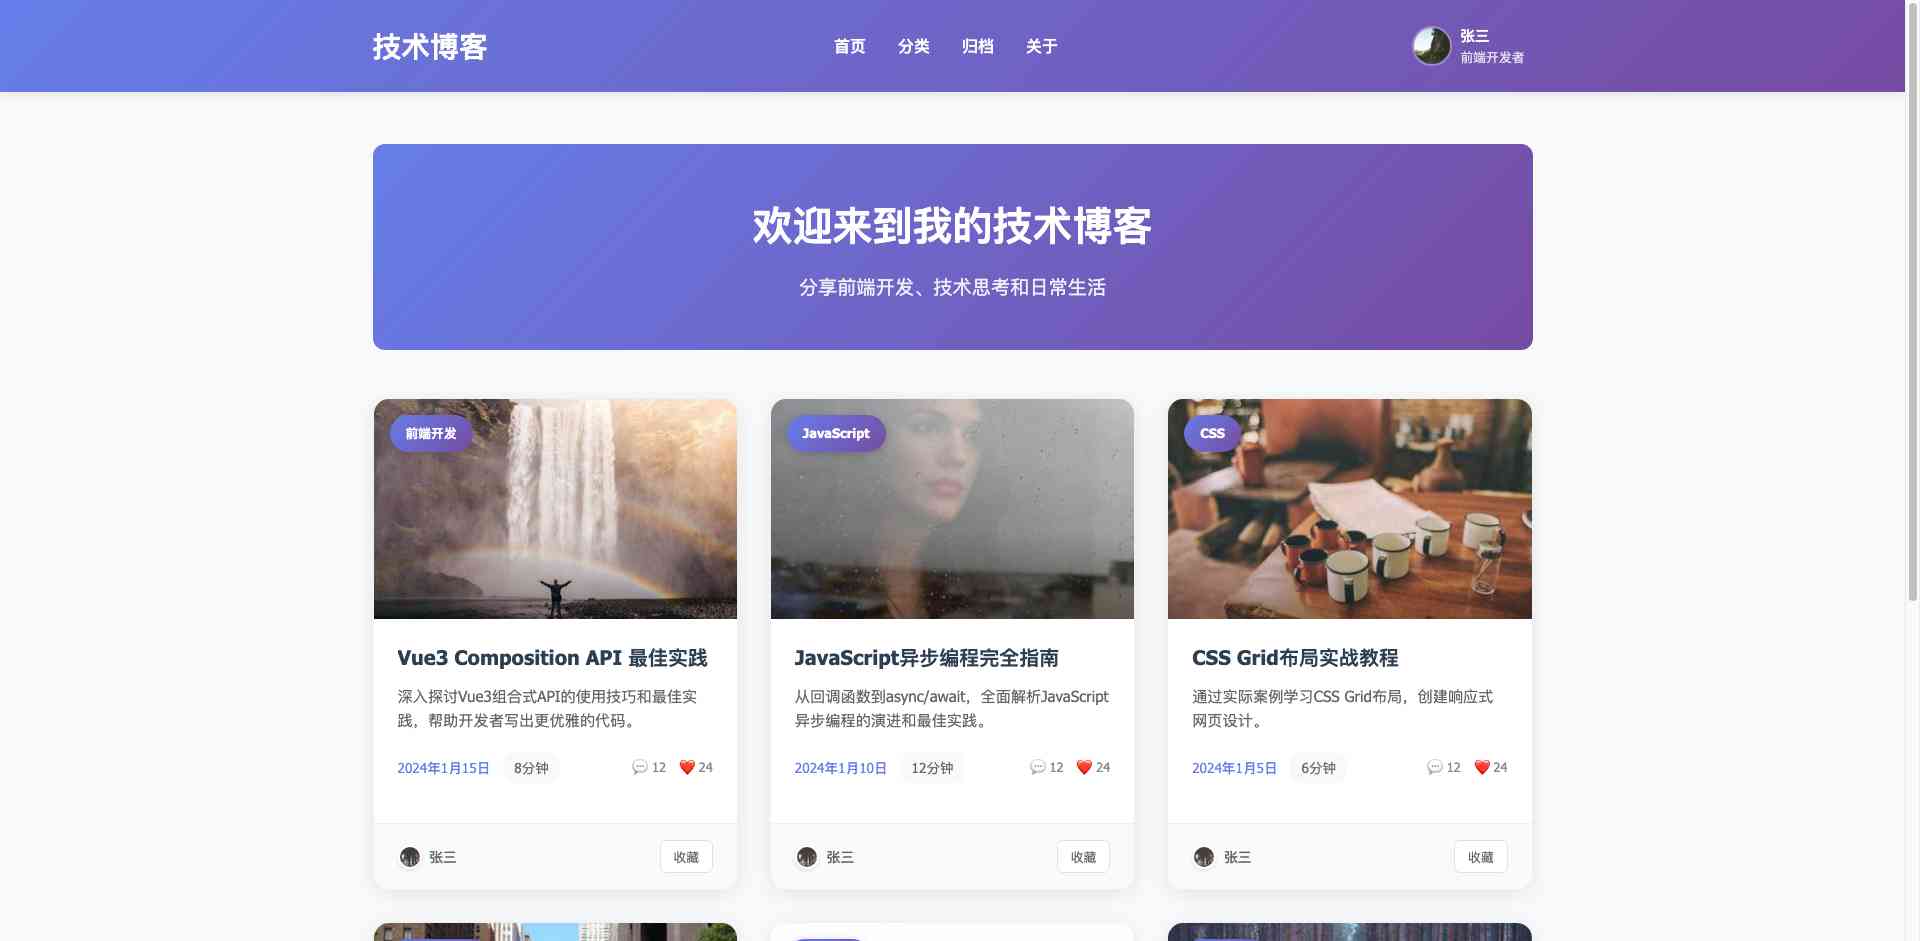 技术博客
首页 分类 归档 关于
张三
前端开发者
欢迎来到我的技术博客
分享前端开发、技术思考和日常生活
前端开发
Vue3 Composition API 最佳实践
深入探讨Vue3组合式API的使用技巧和最佳实
践，帮助开发者写出更优雅的代码。
2024年1月15日 8分钟 12 24
张三 收藏
JavaScript
JavaScript异步编程完全指南
从回调函数到async/await，全面解析JavaScript
异步编程的演进和最佳实践。
2024年1月10日 12分钟 12 24
张三 收藏
CSS
CSS Grid布局实战教程
通过实际案例学习CSS Grid布局，创建响应式
网页设计。
2024年1月5日 6分钟 12 24
张三 收藏